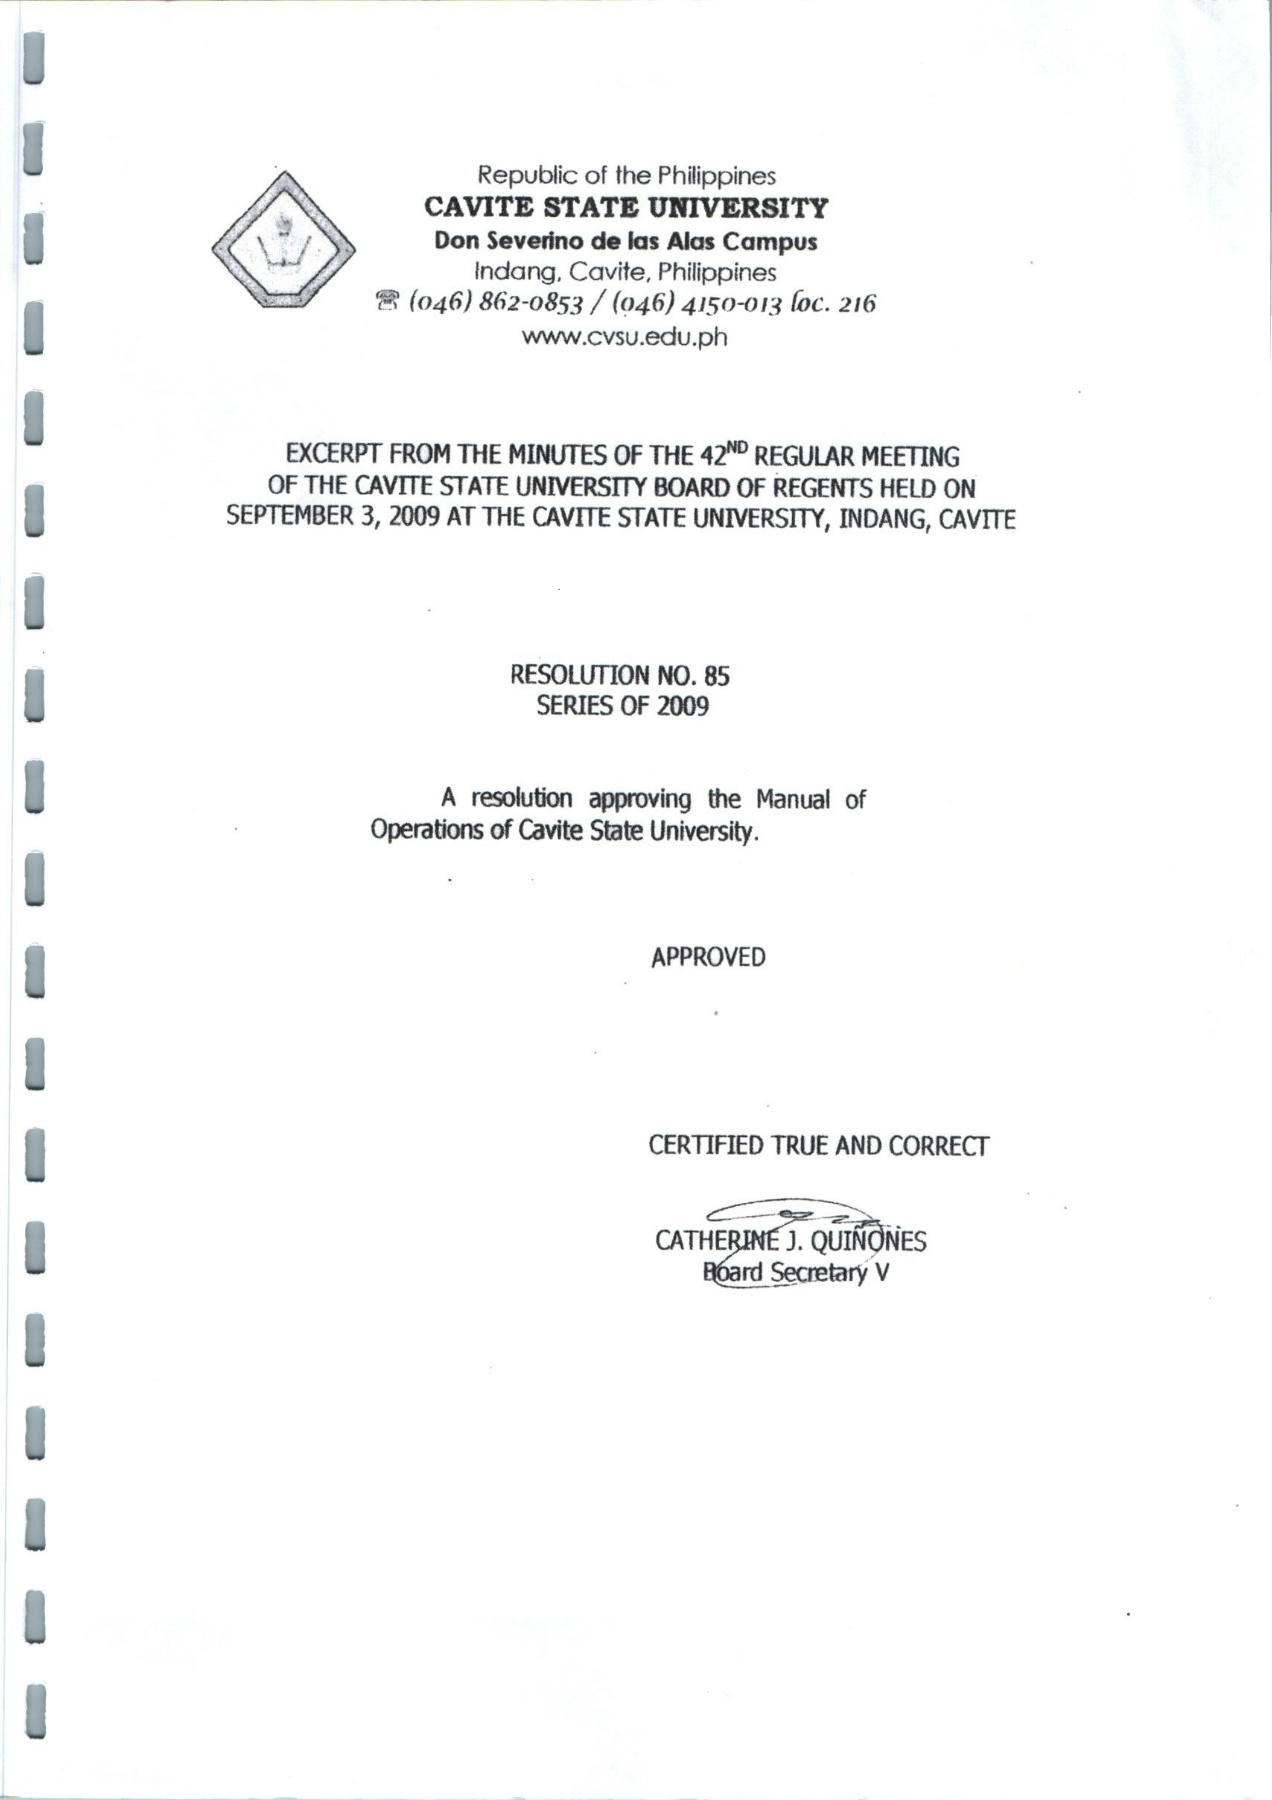 Republic of the Philippines
CAVITE STATE UNIVERSITY
Don Severino de las Alas Campus
Indang, Cavite, Philippines
☎ (046) 862-0853 / (046) 4150-013 loc. 216
www.cvsu.edu.ph
EXCERPT FROM THE MINUTES OF THE 42ND REGULAR MEETING
OF THE CAVITE STATE UNIVERSITY BOARD OF REGENTS HELD ON
SEPTEMBER 3, 2009 AT THE CAVITE STATE UNIVERSITY, INDANG, CAVITE
RESOLUTION NO. 85
SERIES OF 2009
A resolution approving the Manual of
Operations of Cavite State University.
APPROVED
CERTIFIED TRUE AND CORRECT
CATHERINE J. QUIÑONES
Board Secretary V